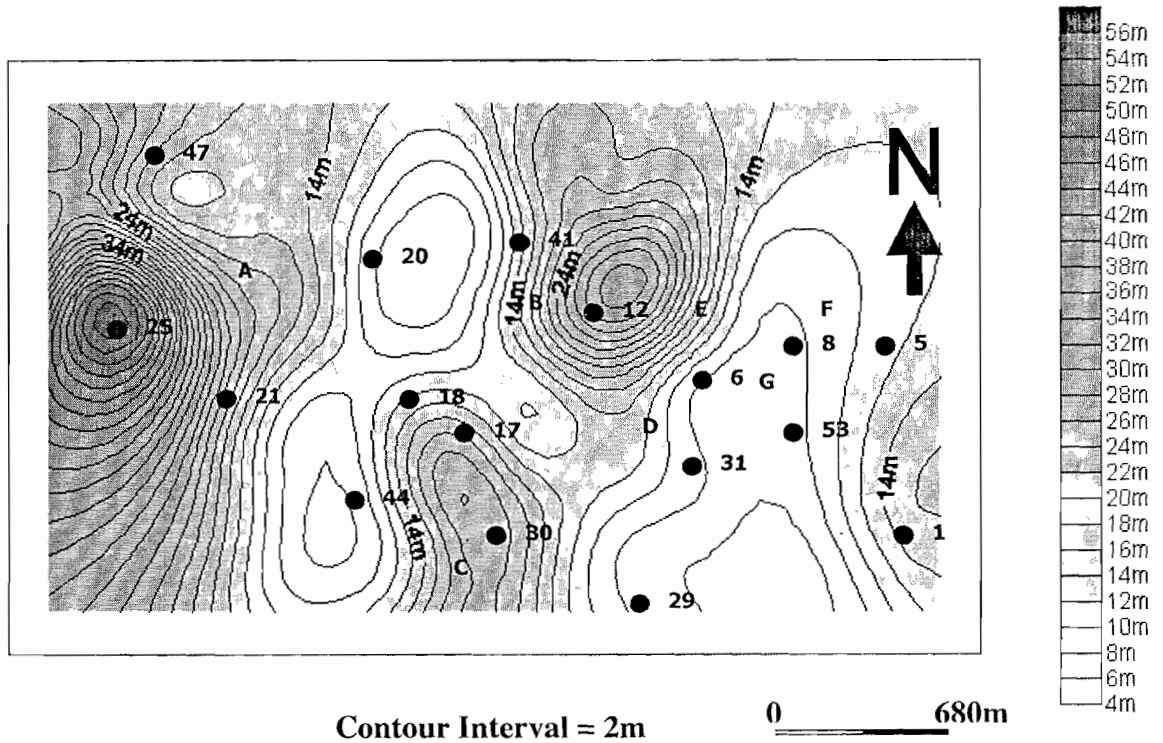 56m
54m
52m
50m
48m
46m
44m
42m
40m
38m
36m
34m
32m
30m
28m
26m
24m
22m
20m
18m
16m
14m
12m
10m
8m
6m
4m
N
47
14m
14m
24m
34m
41
20
A
24m
14m
B
12
E
F
25
8
5
6
G
21
18
17
D
53
31
14m
44
14m
30
1
C
29
Contour Interval = 2m
0 680m